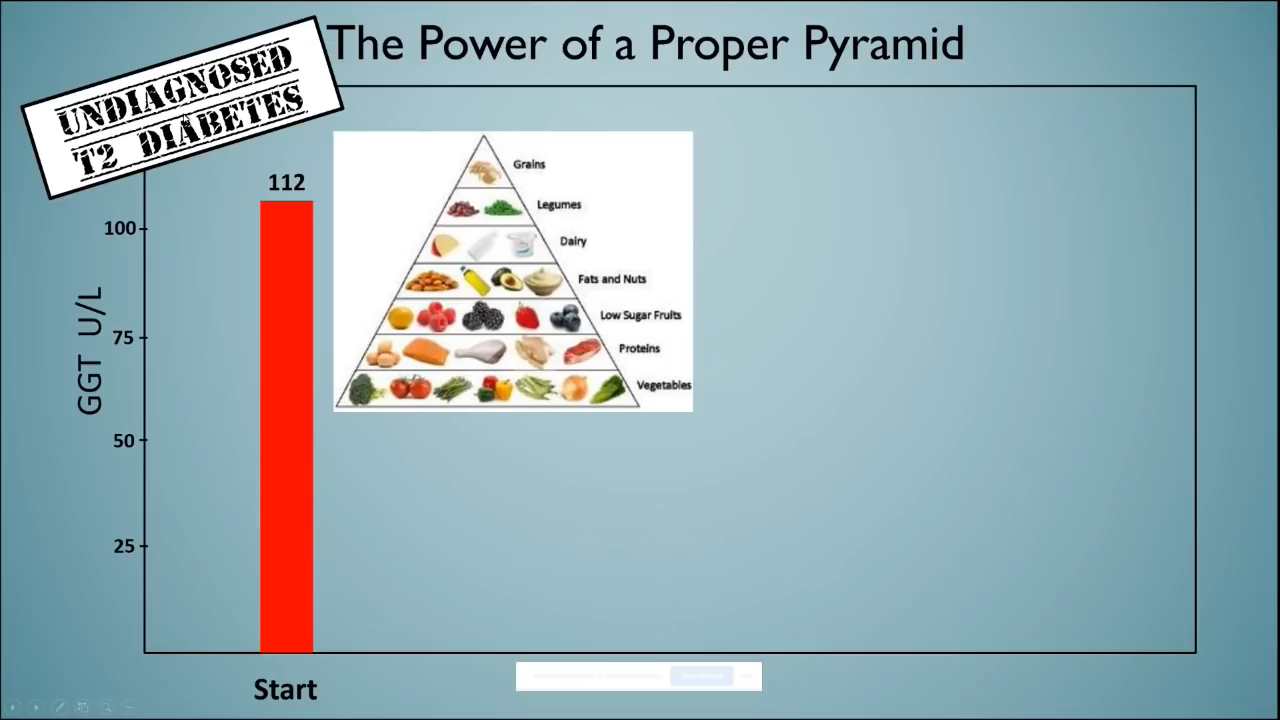 The Power of a Proper Pyramid
UNDIAGNOSED
T2 DIABETES
112
100
75
50
25
GGT U/L
Grains
Legumes
Dairy
Fats and Nuts
Low Sugar Fruits
Proteins
Vegetables
Start